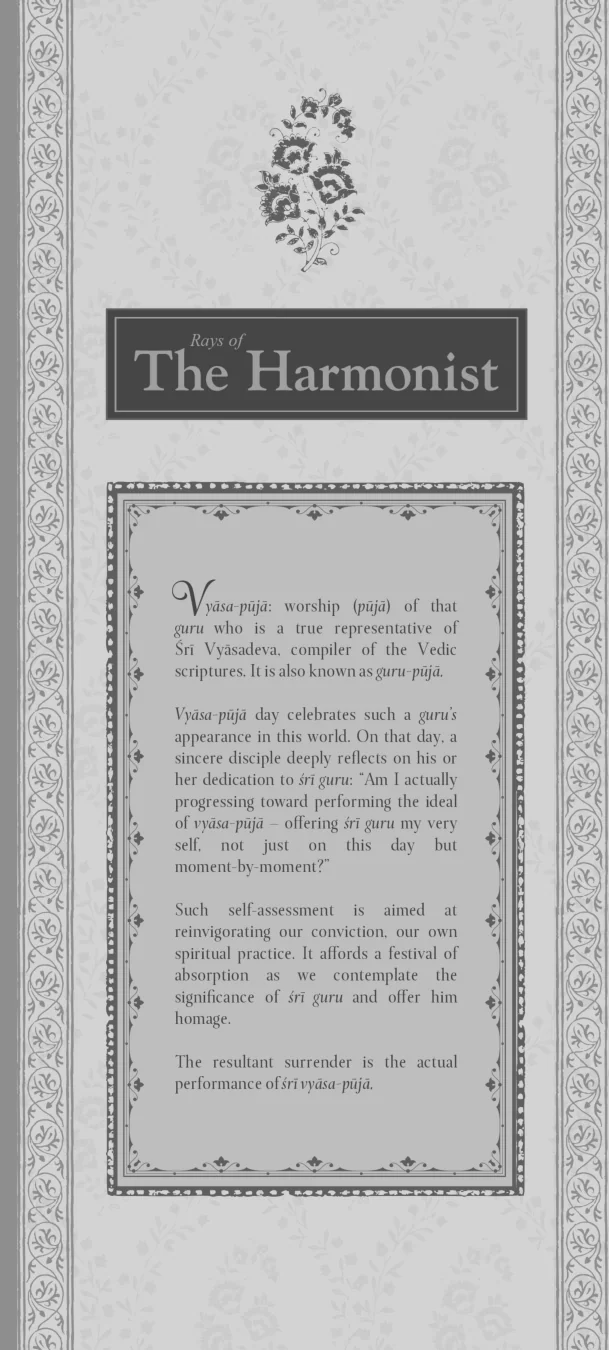 Rays of
The Harmonist
Vyāsa-pūjā: worship (pūjā) of that
guru who is a true representative of
Śrī Vyāsadeva, compiler of the Vedic
scriptures. It is also known as guru-pūjā.
Vyāsa-pūjā day celebrates such a guru's
appearance in this world. On that day, a
sincere disciple deeply reflects on his or
her dedication to śrī guru: “Am I actually
progressing toward performing the ideal
of vyāsa-pūjā – offering śrī guru my very
self, not just on this day but
moment-by-moment?”
Such self-assessment is aimed at
reinvigorating our conviction, our own
spiritual practice. It affords a festival of
absorption as we contemplate the
significance of śrī guru and offer him
homage.
The resultant surrender is the actual
performance of śrī vyāsa-pūjā.